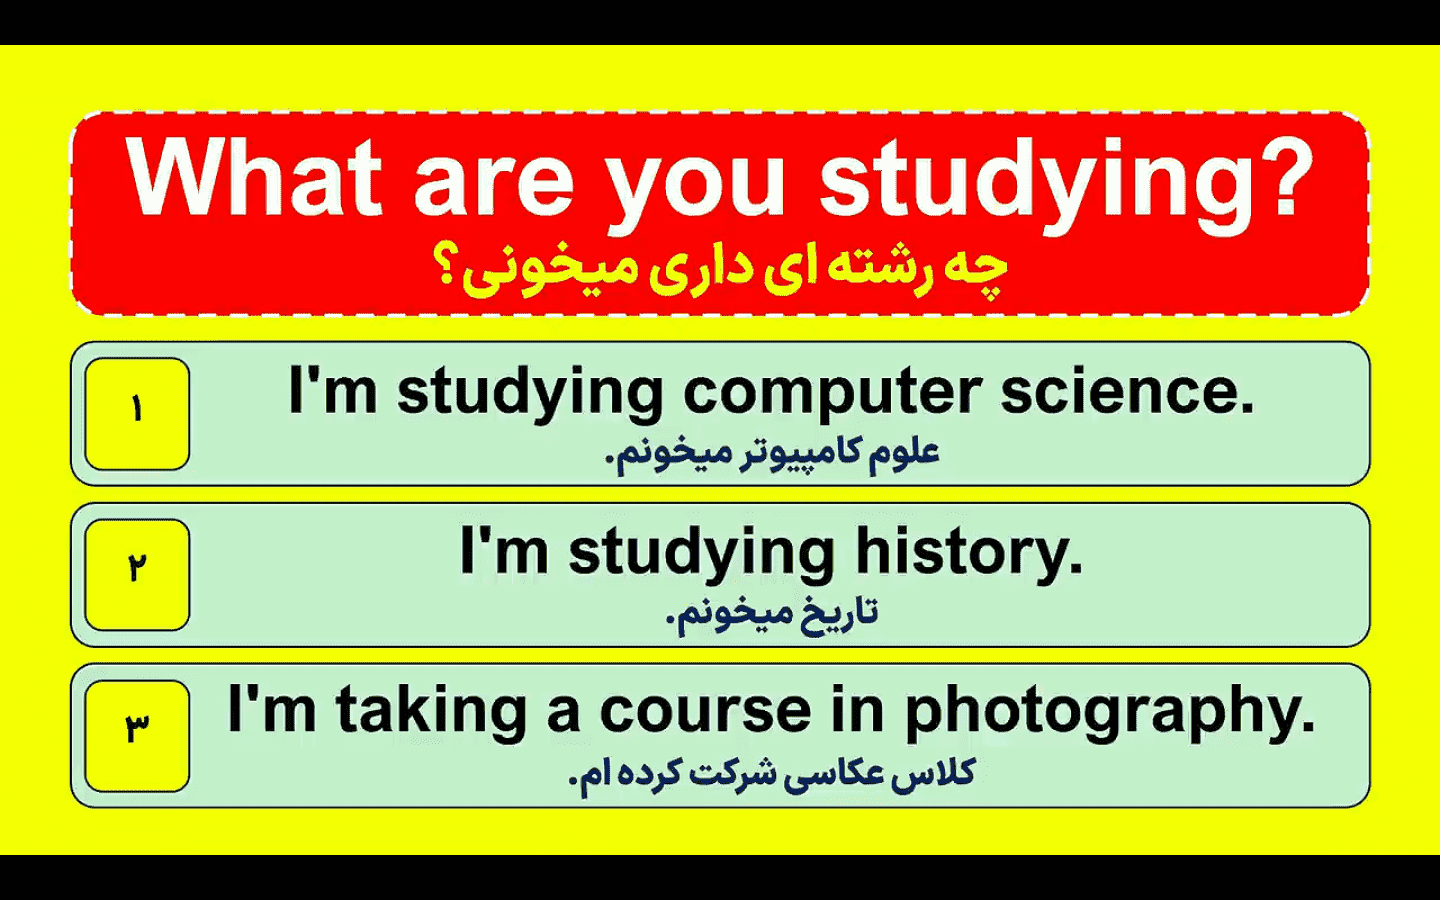 What are you studying?
چه رشته ای داری میخونی؟
۱
I'm studying computer science.
علوم کامپیوتر میخونم.
۲
I'm studying history.
تاریخ میخونم.
۳
I'm taking a course in photography.
کلاس عکاسی شرکت کرده ام.